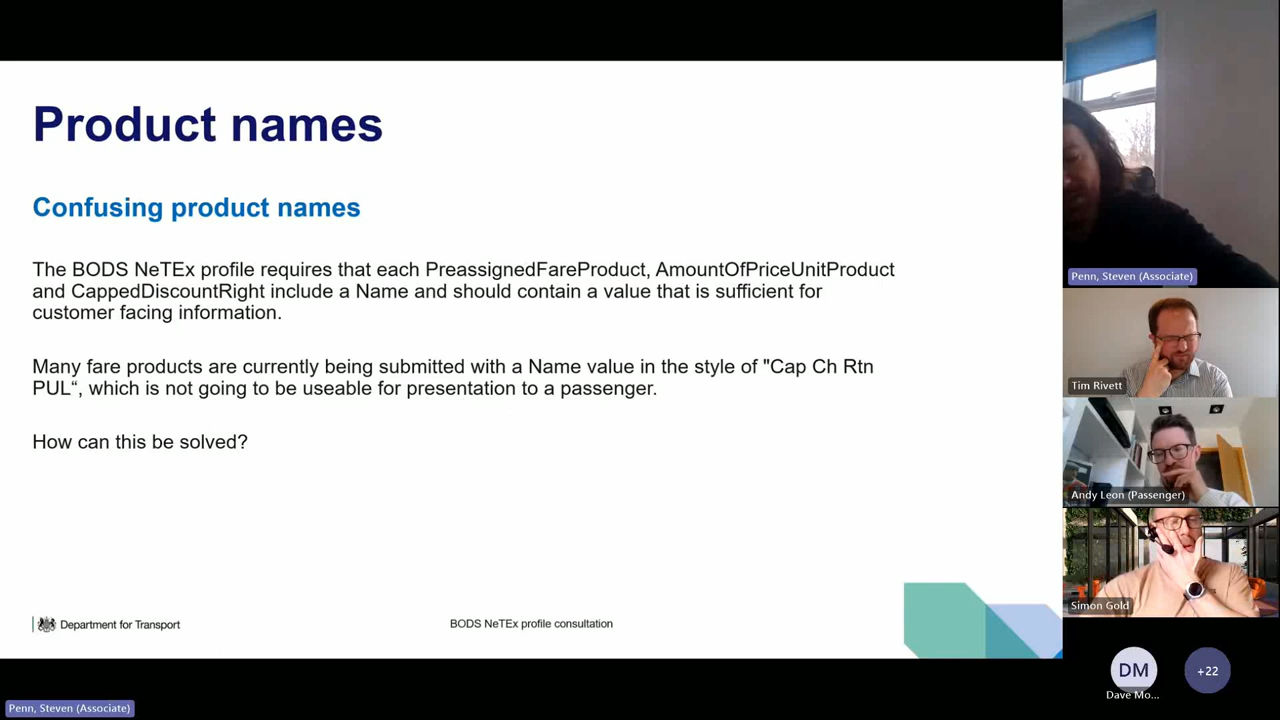 Product names
Confusing product names
The BODS NeTEx profile requires that each PreassignedFareProduct, AmountOfPriceUnitProduct
and CappedDiscountRight include a Name and should contain a value that is sufficient for
customer facing information.
Many fare products are currently being submitted with a Name value in the style of "Cap Ch Rtn
PUL“, which is not going to be useable for presentation to a passenger.
How can this be solved?
Department for Transport
BODS NeTEx profile consultation
Penn, Steven (Associate)
Penn, Steven (Associate)
Tim Rivett
Andy Leon (Passenger)
Simon Gold
DM
Dave Mo...
+22